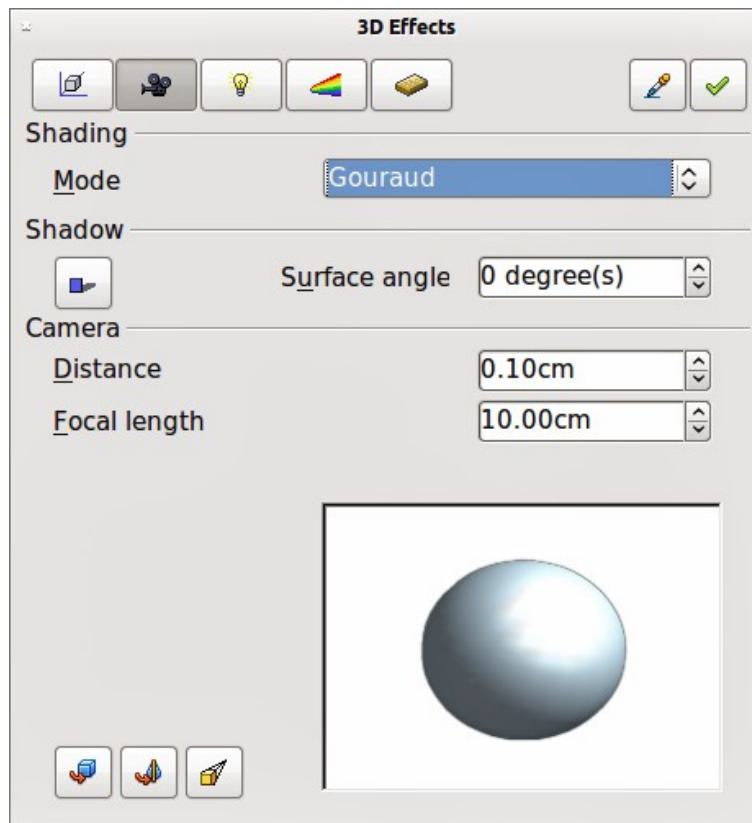 3D Effects
Shading
Mode
Gouraud
Shadow
Surface angle
0 degree(s)
Camera
Distance
0.10cm
Focal length
10.00cm